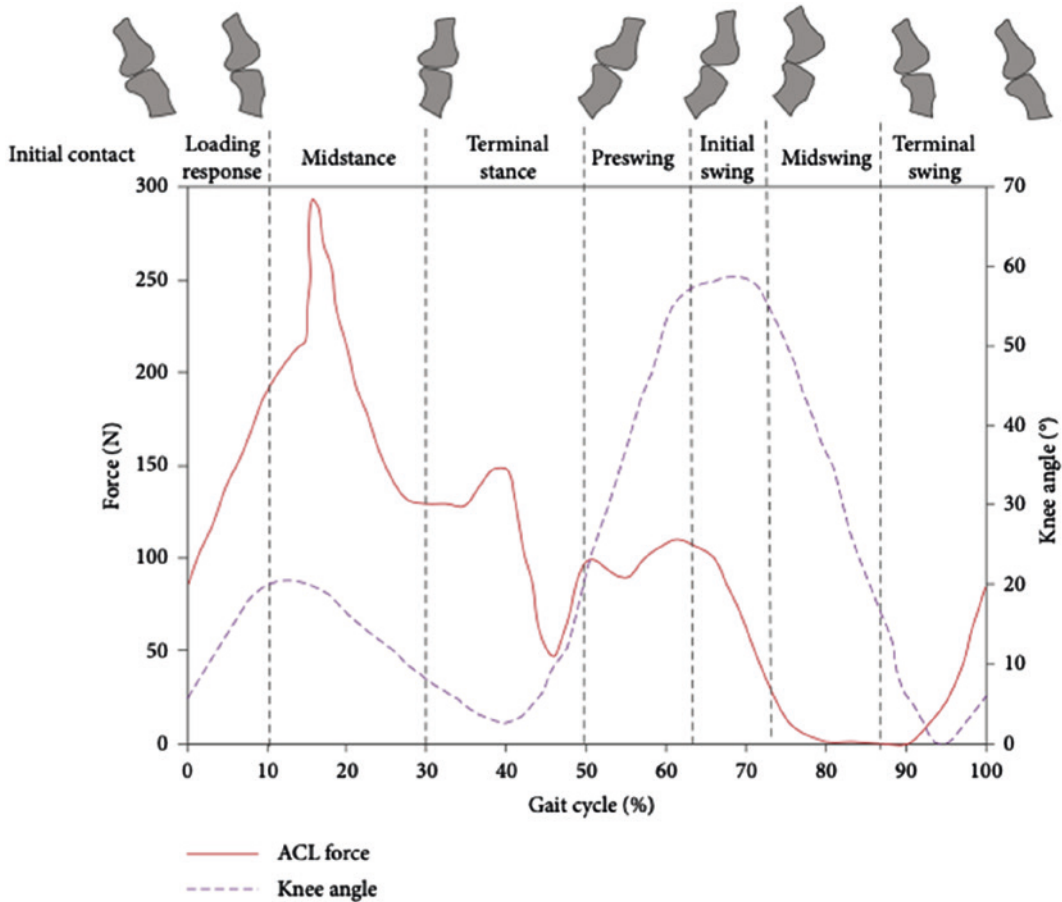 Initial contact
Loading
response
Midstance
Terminal
stance
Preswing
Initial
swing
Midswing
Terminal
swing
300
250
200
150
100
50
0
Force (N)
70
60
50
40
30
20
10
0
Knee angle (°)
0 10 20 30 40 50 60 70 80 90 100
Gait cycle (%)
ACL force
Knee angle